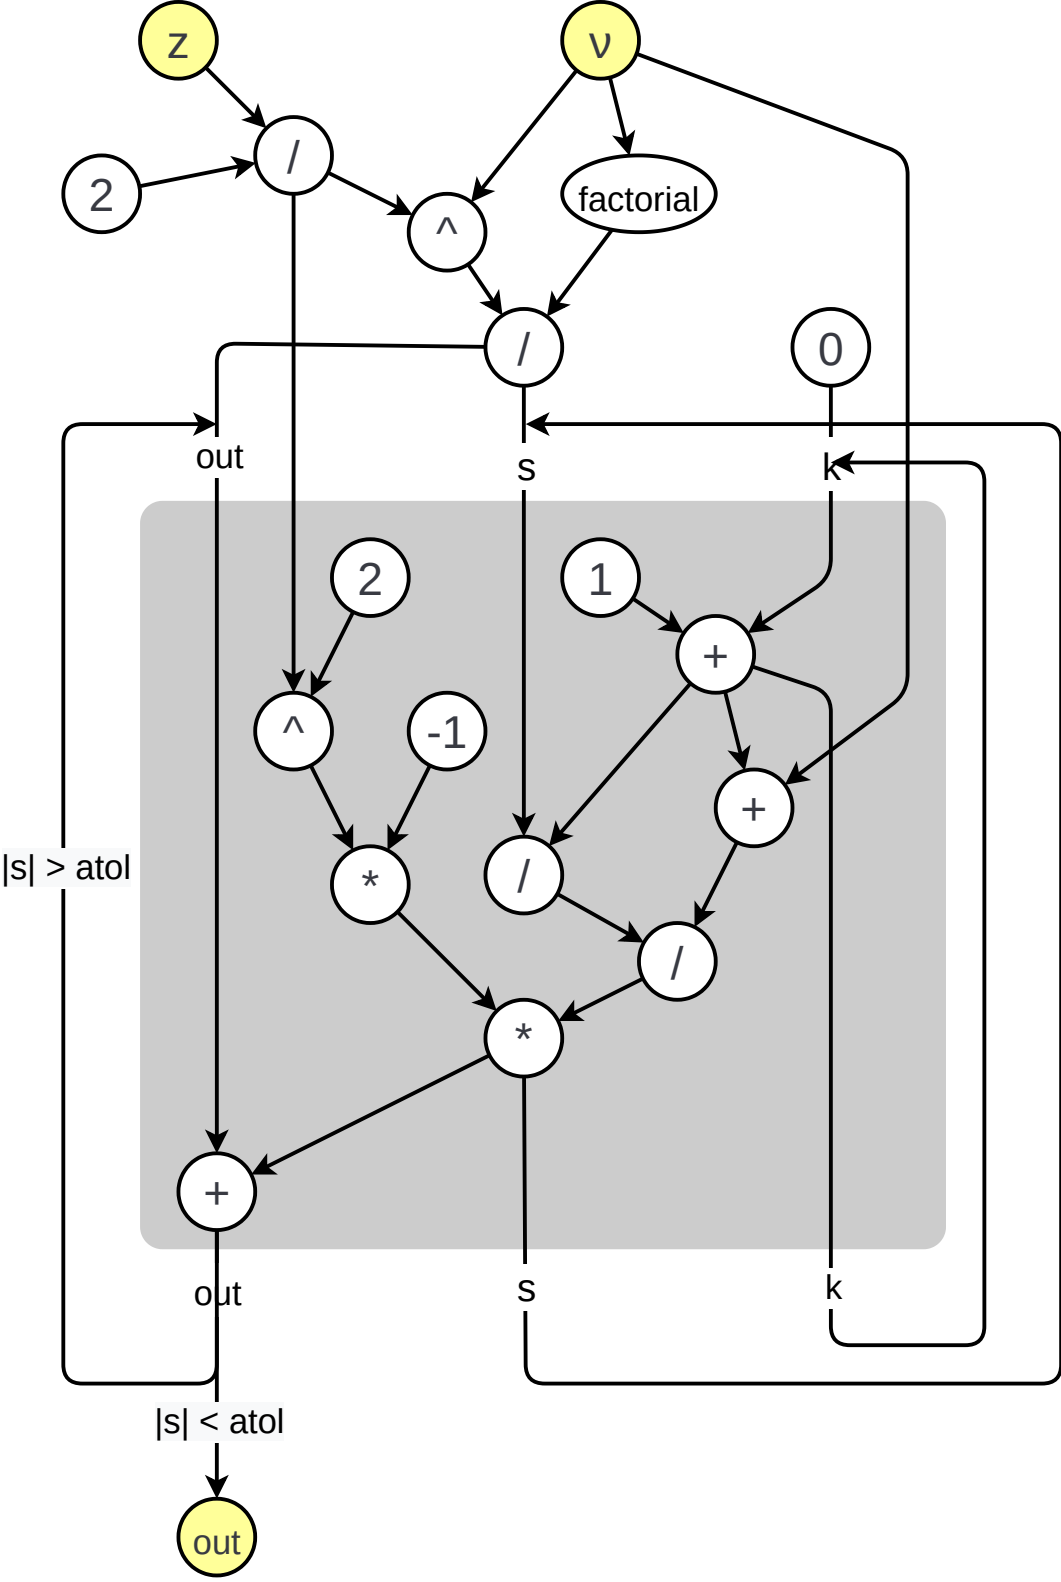 z
ν
/
2
factorial
^
/
0
out
s
k
2
1
+
^
-1
+
|s| > atol
/
*
/
*
+
out
s
k
|s| < atol
out